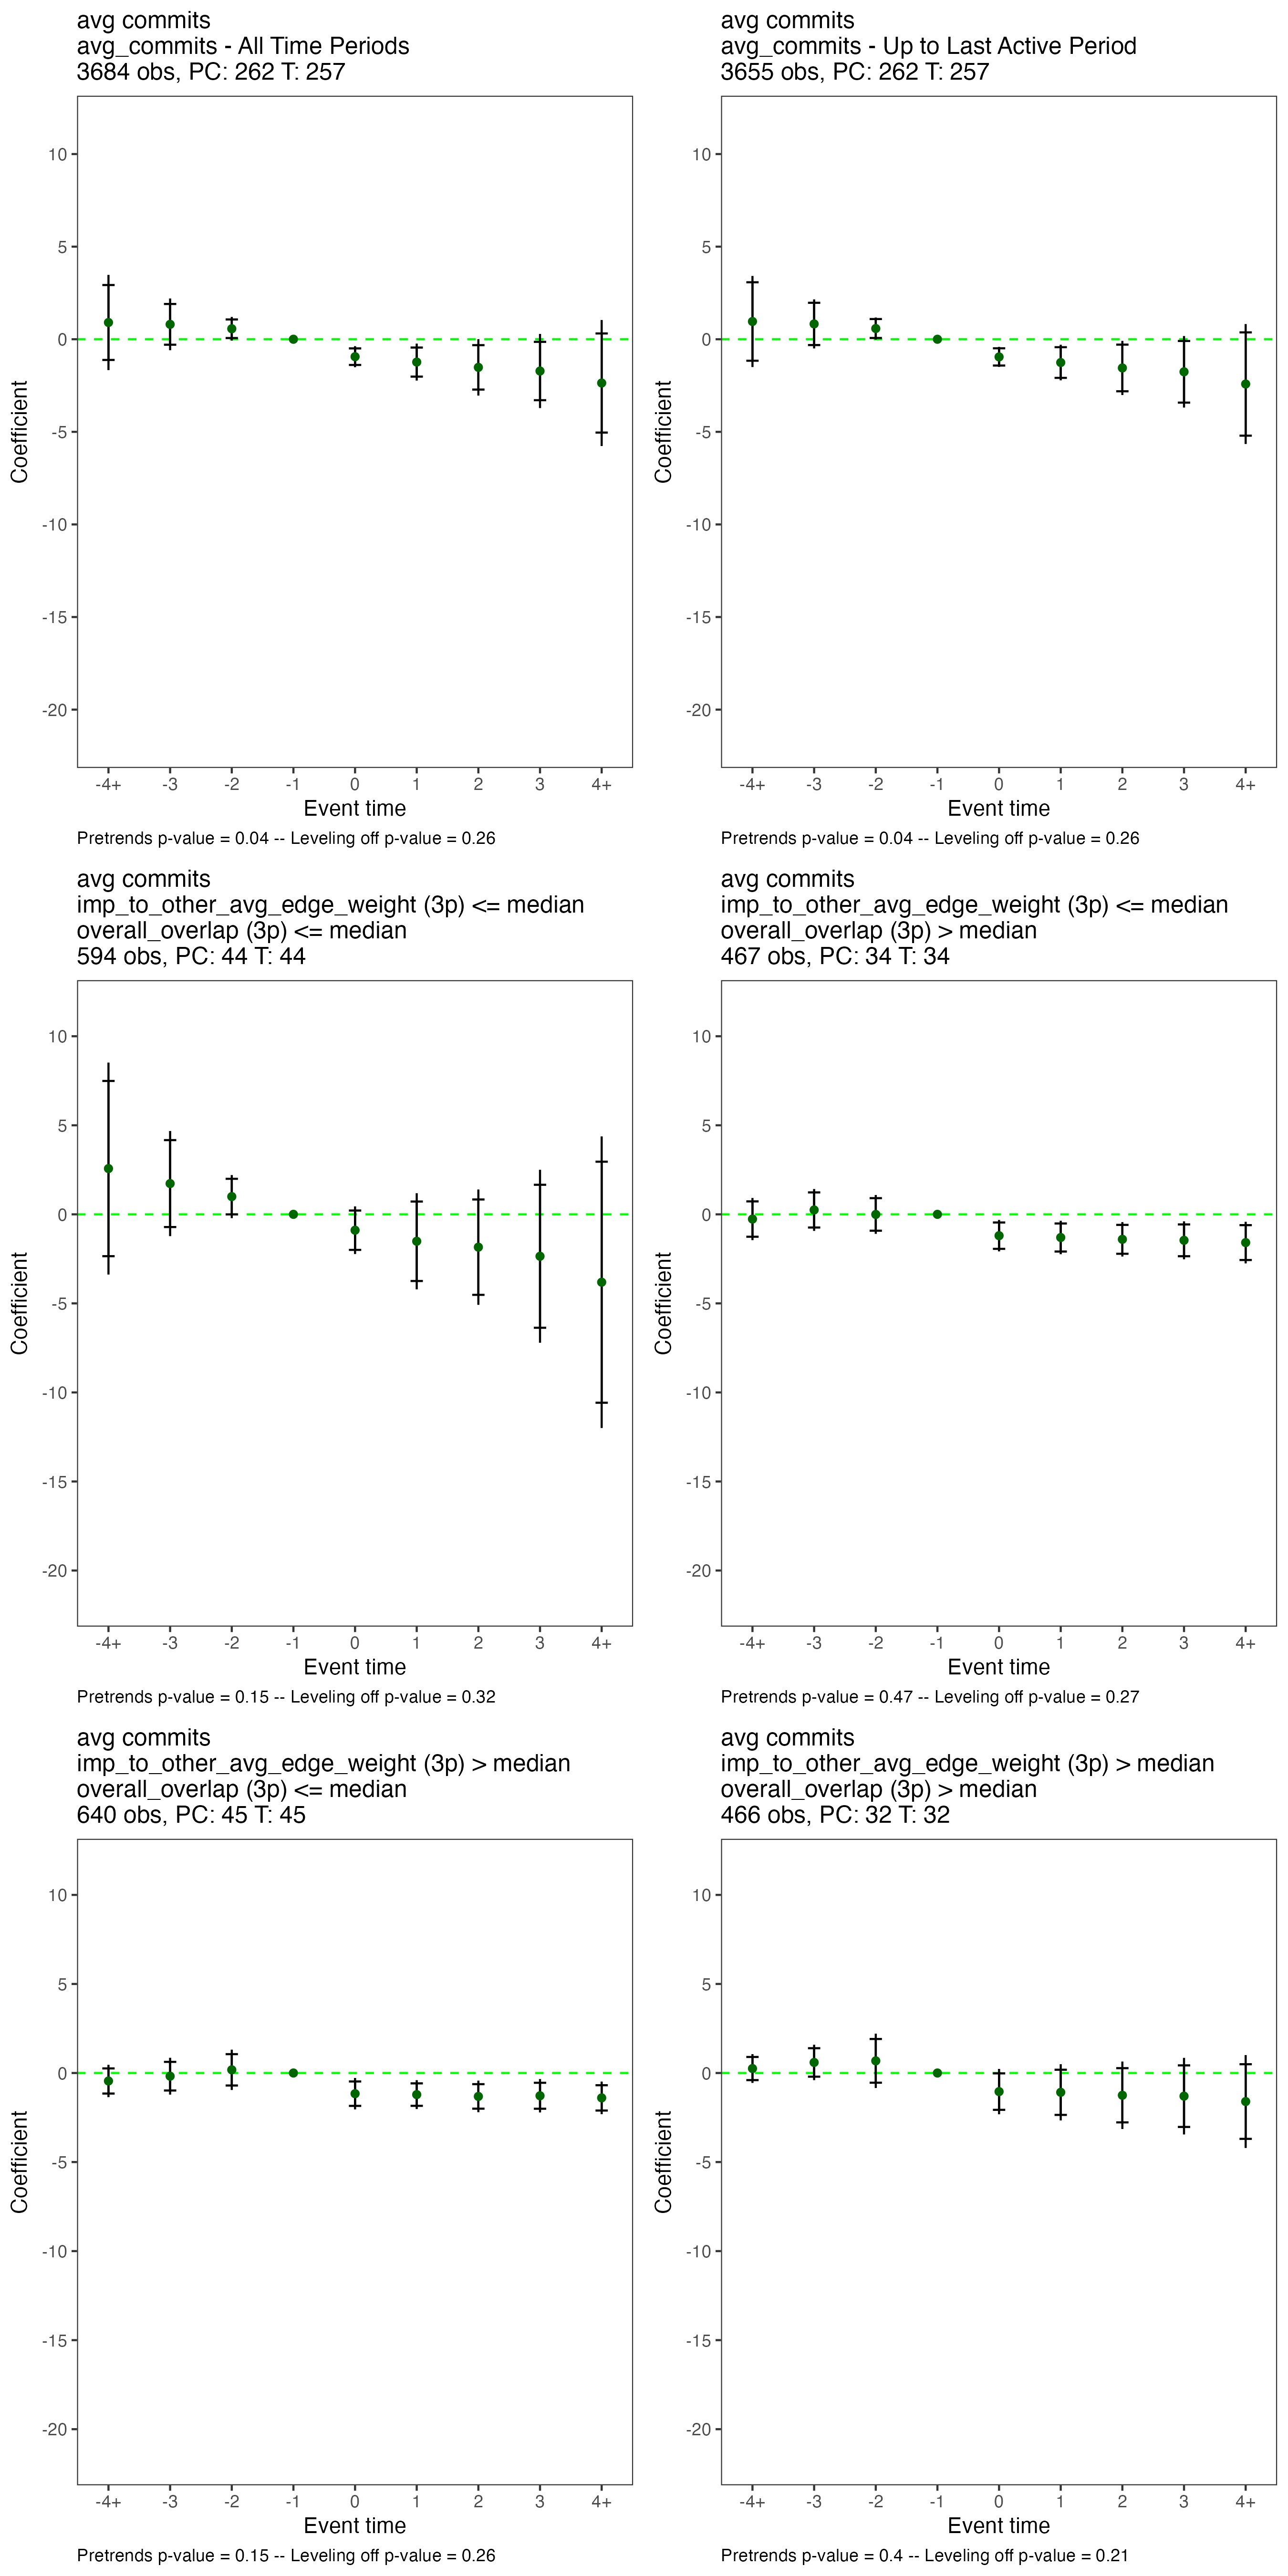 avg commits
avg_commits - All Time Periods
3684 obs, PC: 262 T: 257
10
5
0
-5
-10
-15
-20
Coefficient
-4+ -3 -2 -1 0 1 2 3 4+
Event time
Pretrends p-value = 0.04 -- Leveling off p-value = 0.26
avg commits
avg_commits - Up to Last Active Period
3655 obs, PC: 262 T: 257
10
5
0
-5
-10
-15
-20
Coefficient
-4+ -3 -2 -1 0 1 2 3 4+
Event time
Pretrends p-value = 0.04 -- Leveling off p-value = 0.26
avg commits
imp_to_other_avg_edge_weight (3p) <= median
overall_overlap (3p) <= median
594 obs, PC: 44 T: 44
10
5
0
-5
-10
-15
-20
Coefficient
-4+ -3 -2 -1 0 1 2 3 4+
Event time
Pretrends p-value = 0.15 -- Leveling off p-value = 0.32
avg commits
imp_to_other_avg_edge_weight (3p) <= median
overall_overlap (3p) > median
467 obs, PC: 34 T: 34
10
5
0
-5
-10
-15
-20
Coefficient
-4+ -3 -2 -1 0 1 2 3 4+
Event time
Pretrends p-value = 0.47 -- Leveling off p-value = 0.27
avg commits
imp_to_other_avg_edge_weight (3p) > median
overall_overlap (3p) <= median
640 obs, PC: 45 T: 45
10
5
0
-5
-10
-15
-20
Coefficient
-4+ -3 -2 -1 0 1 2 3 4+
Event time
Pretrends p-value = 0.15 -- Leveling off p-value = 0.26
avg commits
imp_to_other_avg_edge_weight (3p) > median
overall_overlap (3p) > median
466 obs, PC: 32 T: 32
10
5
0
-5
-10
-15
-20
Coefficient
-4+ -3 -2 -1 0 1 2 3 4+
Event time
Pretrends p-value = 0.4 -- Leveling off p-value = 0.21